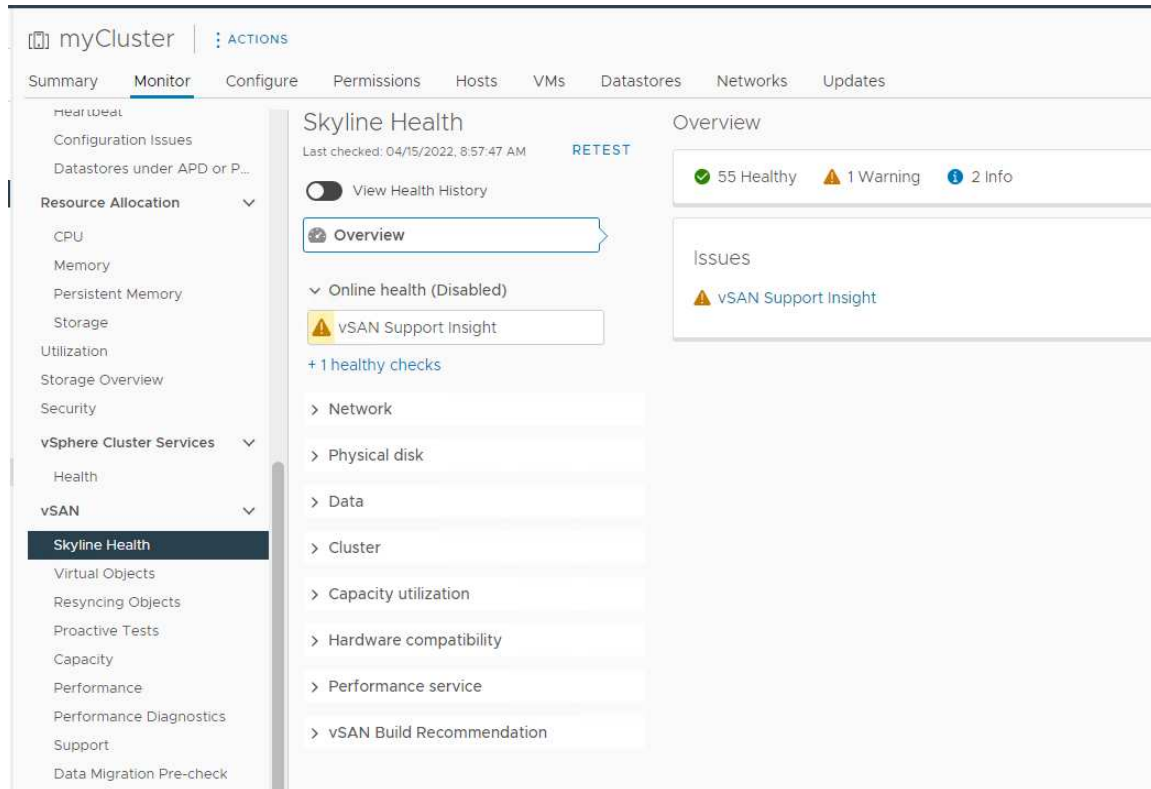 myCluster
ACTIONS
Summary Monitor Configure Permissions Hosts VMs Datastores Networks Updates
Heartbeat
Configuration Issues
Datastores under APD or P...
Resource Allocation
CPU
Memory
Persistent Memory
Storage
Utilization
Storage Overview
Security
vSphere Cluster Services
Health
vSAN
Skyline Health
Virtual Objects
Resyncing Objects
Proactive Tests
Capacity
Performance
Performance Diagnostics
Support
Data Migration Pre-check
Skyline Health
Last checked: 04/15/2022, 8:57:47 AM
RETEST
View Health History
Overview
Online health (Disabled)
vSAN Support Insight
+ 1 healthy checks
Network
Physical disk
Data
Cluster
Capacity utilization
Hardware compatibility
Performance service
vSAN Build Recommendation
Overview
55 Healthy 1 Warning 2 Info
Issues
vSAN Support Insight